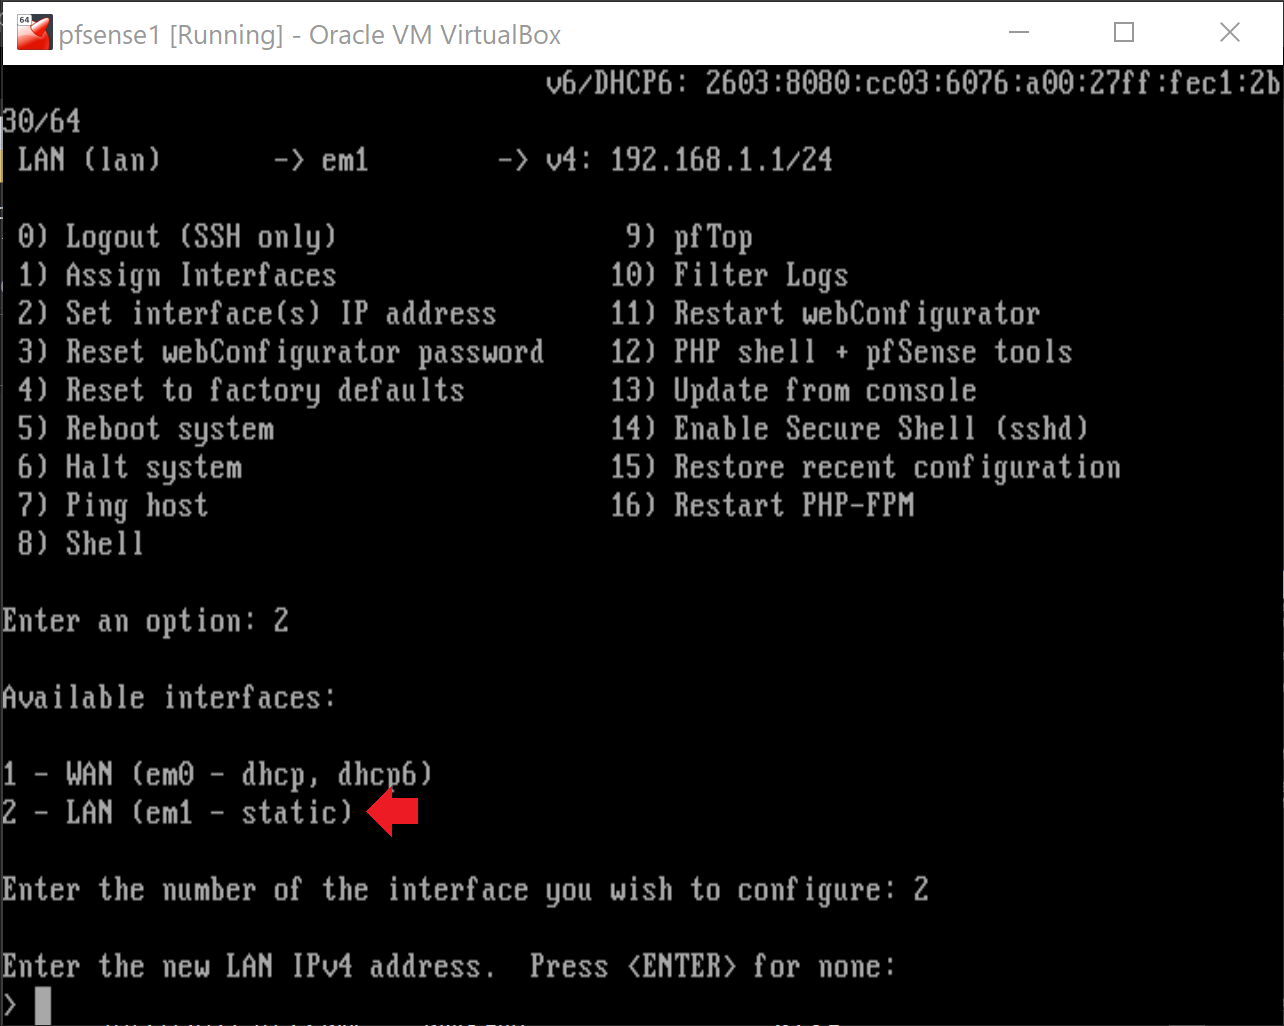 64
pfsense1 [Running] - Oracle VM VirtualBox
v6/DHCP6: 2603:8080:cc03:6076:a00:27ff:fec1:2b
30/64
LAN (lan) -> em1 -> v4: 192.168.1.1/24
0) Logout (SSH only) 9) pfTop
1) Assign Interfaces 10) Filter Logs
2) Set interface(s) IP address 11) Restart webConfigurator
3) Reset webConfigurator password 12) PHP shell + pfSense tools
4) Reset to factory defaults 13) Update from console
5) Reboot system 14) Enable Secure Shell (sshd)
6) Halt system 15) Restore recent configuration
7) Ping host 16) Restart PHP-FPM
8) Shell
Enter an option: 2
Available interfaces:
1 - WAN (em0 - dhcp, dhcp6)
2 - LAN (em1 - static)
Enter the number of the interface you wish to configure: 2
Enter the new LAN IPv4 address.  Press <ENTER> for none:
>